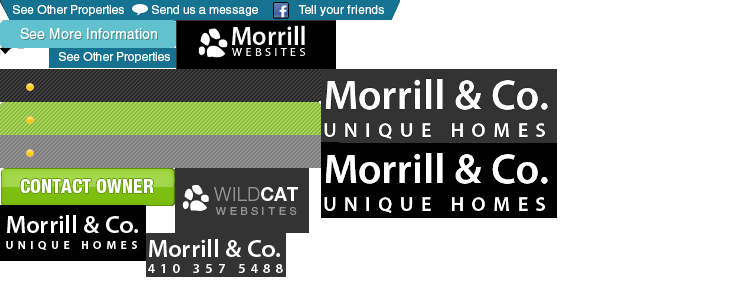 See Other Properties Send us a message Tell your friends
See More Information
Morrill
WEBSITES
See Other Properties
Morrill & Co.
UNIQUE HOMES
Morrill & Co.
UNIQUE HOMES
CONTACT OWNER
WILDCAT
WEBSITES
Morrill & Co.
UNIQUE HOMES
Morrill & Co.
410 357 5488